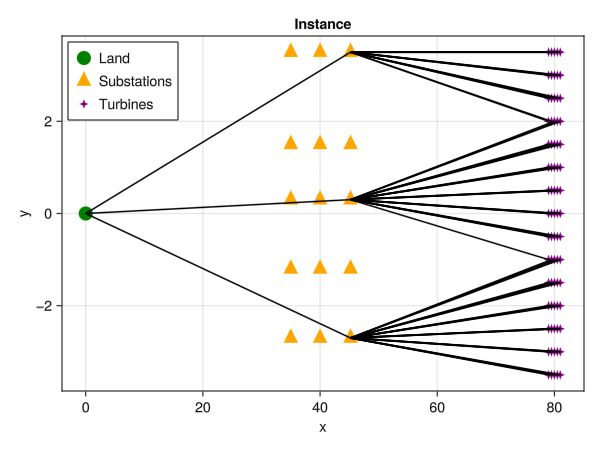 Instance
Land
Substations
Turbines
2
0
−2
y
0
20
40
60
80
x